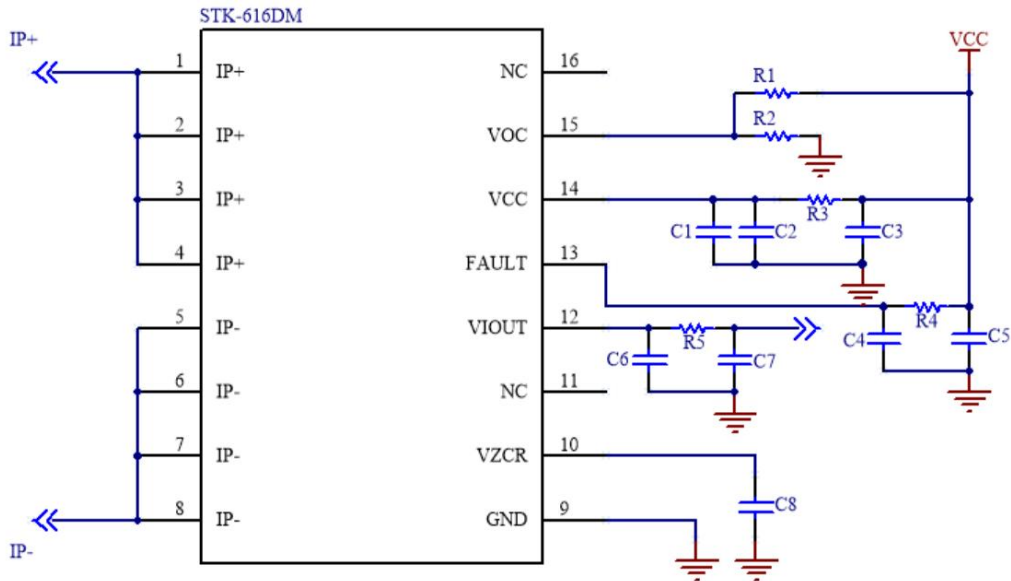 STK-616DM
IP+
VCC
1 IP+ NC 16
R1
2 IP+ VOC 15
R2
3 IP+ VCC 14
R3
C1 C2 C3
4 IP+ FAULT 13
5 IP- VIOUT 12
R4
C4 C5
R5
C6 C7
6 IP- NC 11
7 IP- VZCR 10
C8
8 IP- GND 9
IP-